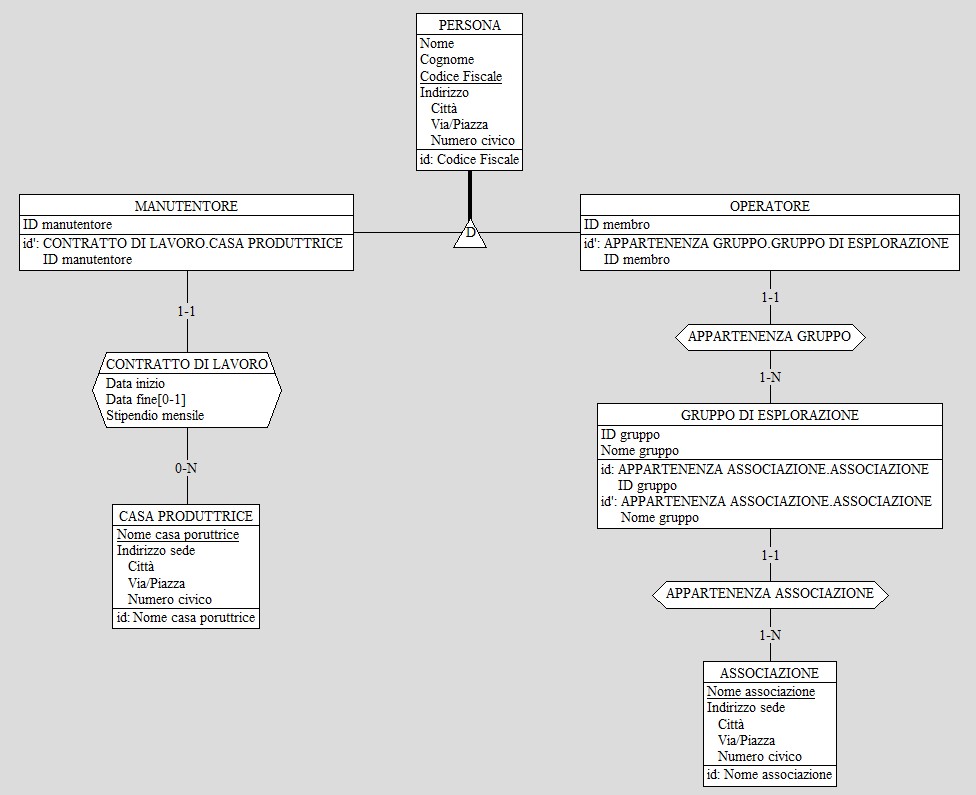 PERSONA
Nome
Cognome
Codice Fiscale
Indirizzo
Città
Via/Piazza
Numero civico
id: Codice Fiscale
D
MANUTENTORE
ID manutentore
id': CONTRATTO DI LAVORO.CASA PRODUTTRICE
ID manutentore
1-1
CONTRATTO DI LAVORO
Data inizio
Data fine[0-1]
Stipendio mensile
0-N
CASA PRODUTTRICE
Nome casa poruttrice
Indirizzo sede
Città
Via/Piazza
Numero civico
id: Nome casa poruttrice
OPERATORE
ID membro
id': APPARTENENZA GRUPPO.GRUPPO DI ESPLORAZIONE
ID membro
1-1
APPARTENENZA GRUPPO
1-N
GRUPPO DI ESPLORAZIONE
ID gruppo
Nome gruppo
id: APPARTENENZA ASSOCIAZIONE.ASSOCIAZIONE
ID gruppo
id': APPARTENENZA ASSOCIAZIONE.ASSOCIAZIONE
Nome gruppo
1-1
APPARTENENZA ASSOCIAZIONE
1-N
ASSOCIAZIONE
Nome associazione
Indirizzo sede
Città
Via/Piazza
Numero civico
id: Nome associazione